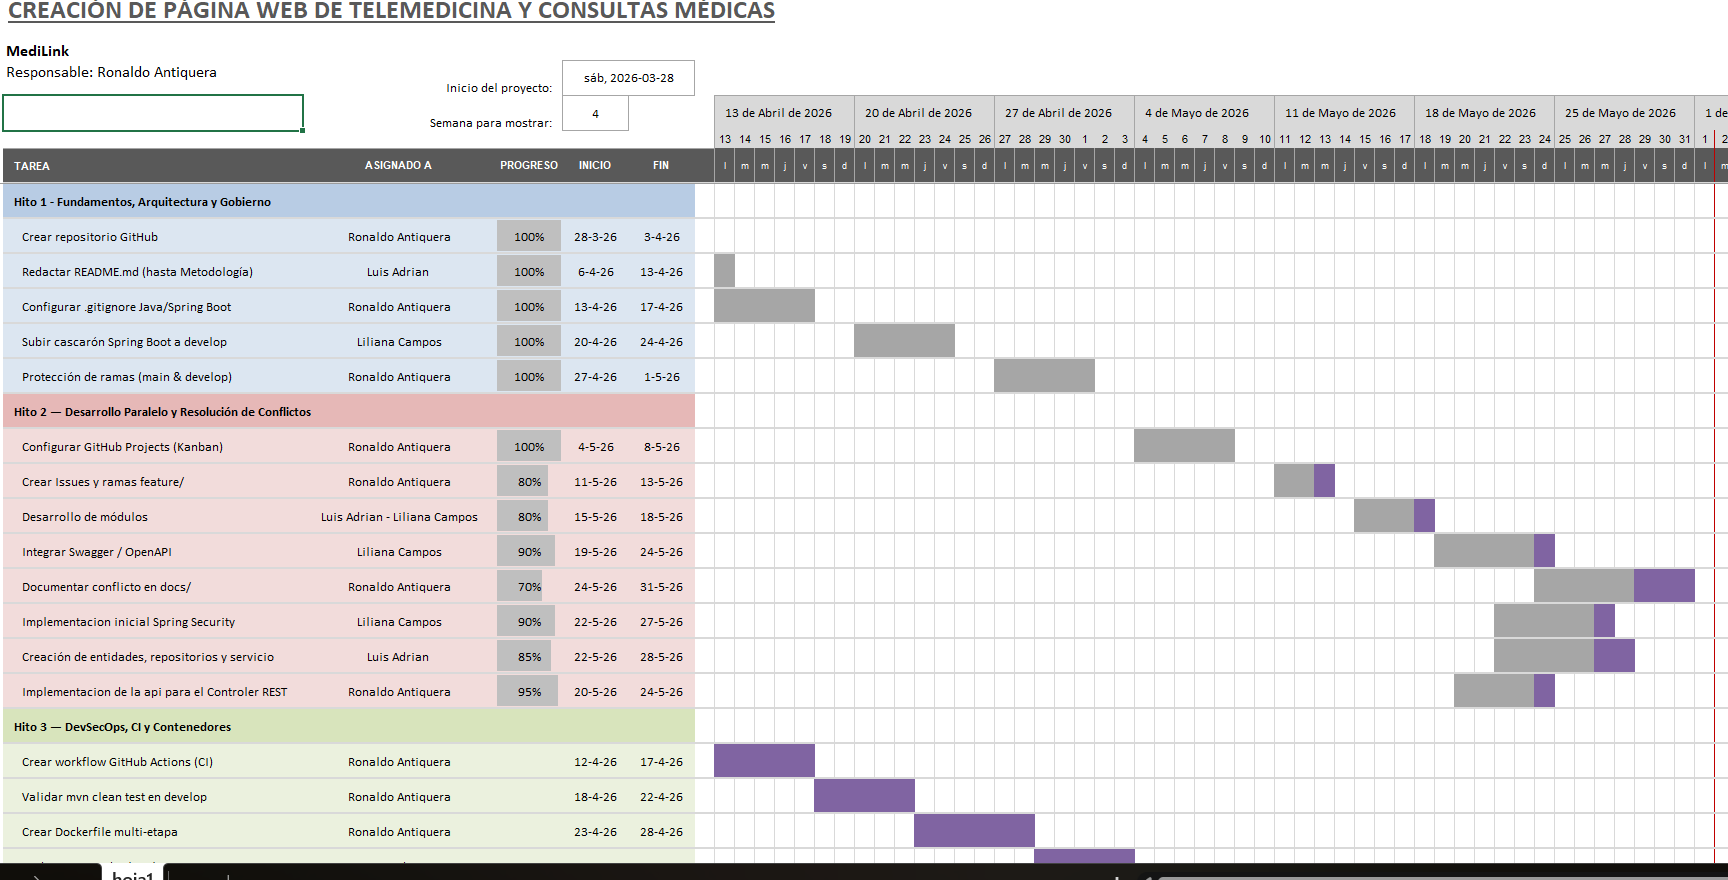 CREACIÓN DE PÁGINA WEB DE TELEMEDICINA Y CONSULTAS MÉDICAS
MediLink
Responsable: Ronaldo Antiquera
Inicio del proyecto: sáb, 2026-03-28
Semana para mostrar: 4
13 de Abril de 2026 20 de Abril de 2026 27 de Abril de 2026 4 de Mayo de 2026 11 de Mayo de 2026 18 de Mayo de 2026 25 de Mayo de 2026 1 de
13 14 15 16 17 18 19 20 21 22 23 24 25 26 27 28 29 30 1 2 3 4 5 6 7 8 9 10 11 12 13 14 15 16 17 18 19 20 21 22 23 24 25 26 27 28 29 30 31 1 2
TAREA ASIGNADO A PROGRESO INICIO FIN l m m j v s d l m m j v s d l m m j v s d l m m j v s d l m m j v s d l m m j v s d l m m j v s d l m
Hito 1 - Fundamentos, Arquitectura y Gobierno
Crear repositorio GitHub Ronaldo Antiquera 100% 28-3-26 3-4-26
Redactar README.md (hasta Metodología) Luis Adrian 100% 6-4-26 13-4-26
Configurar .gitignore Java/Spring Boot Ronaldo Antiquera 100% 13-4-26 17-4-26
Subir cascarón Spring Boot a develop Liliana Campos 100% 20-4-26 24-4-26
Protección de ramas (main & develop) Ronaldo Antiquera 100% 27-4-26 1-5-26
Hito 2 — Desarrollo Paralelo y Resolución de Conflictos
Configurar GitHub Projects (Kanban) Ronaldo Antiquera 100% 4-5-26 8-5-26
Crear Issues y ramas feature/ Ronaldo Antiquera 80% 11-5-26 13-5-26
Desarrollo de módulos Luis Adrian - Liliana Campos 80% 15-5-26 18-5-26
Integrar Swagger / OpenAPI Liliana Campos 90% 19-5-26 24-5-26
Documentar conflicto en docs/ Ronaldo Antiquera 70% 24-5-26 31-5-26
Implementacion inicial Spring Security Liliana Campos 90% 22-5-26 27-5-26
Creación de entidades, repositorios y servicio Luis Adrian 85% 22-5-26 28-5-26
Implementacion de la api para el Controler REST Ronaldo Antiquera 95% 20-5-26 24-5-26
Hito 3 — DevSecOps, CI y Contenedores
Crear workflow GitHub Actions (CI) Ronaldo Antiquera 12-4-26 17-4-26
Validar mvn clean test en develop Ronaldo Antiquera 18-4-26 22-4-26
Crear Dockerfile multi-etapa Ronaldo Antiquera 23-4-26 28-4-26
hoja1